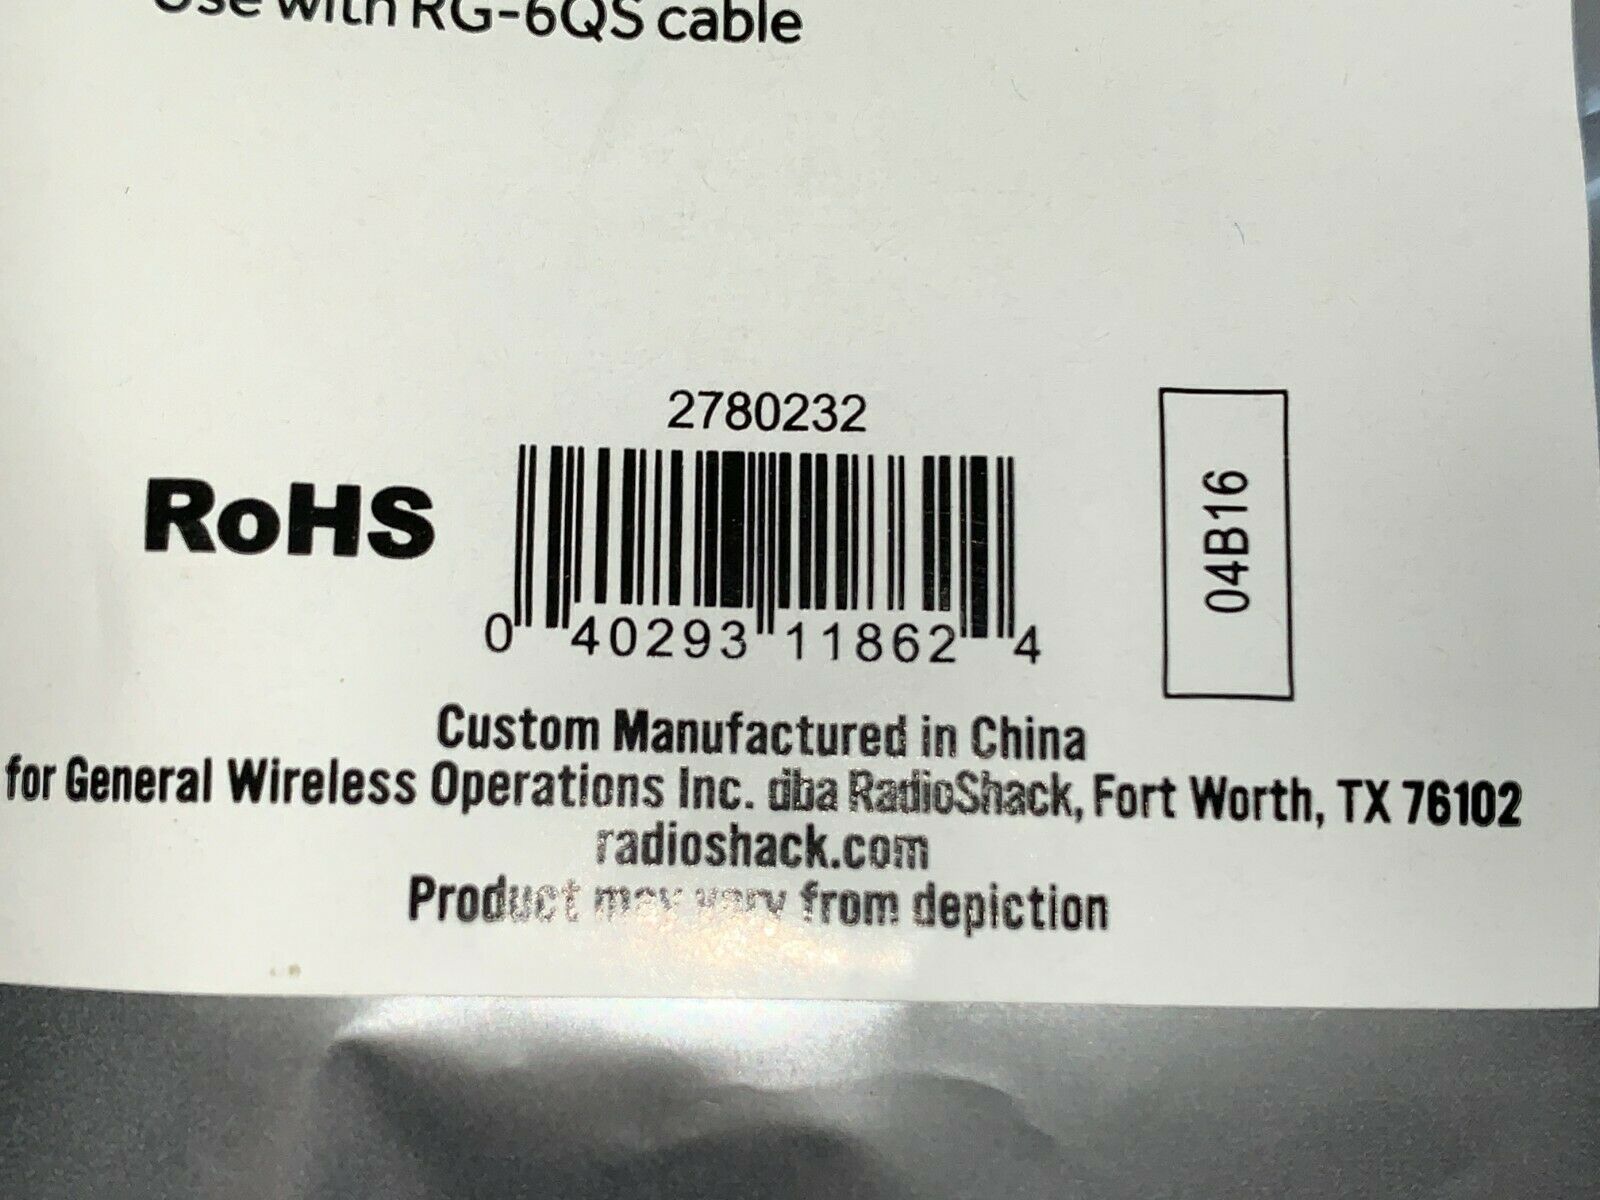 Use with RG-6QS cable
2780232
RoHS
0 40293 11862 4
04B16
Custom Manufactured in China
for General Wireless Operations Inc. dba RadioShack, Fort Worth, TX 76102
radioshack.com
Product may vary from depiction